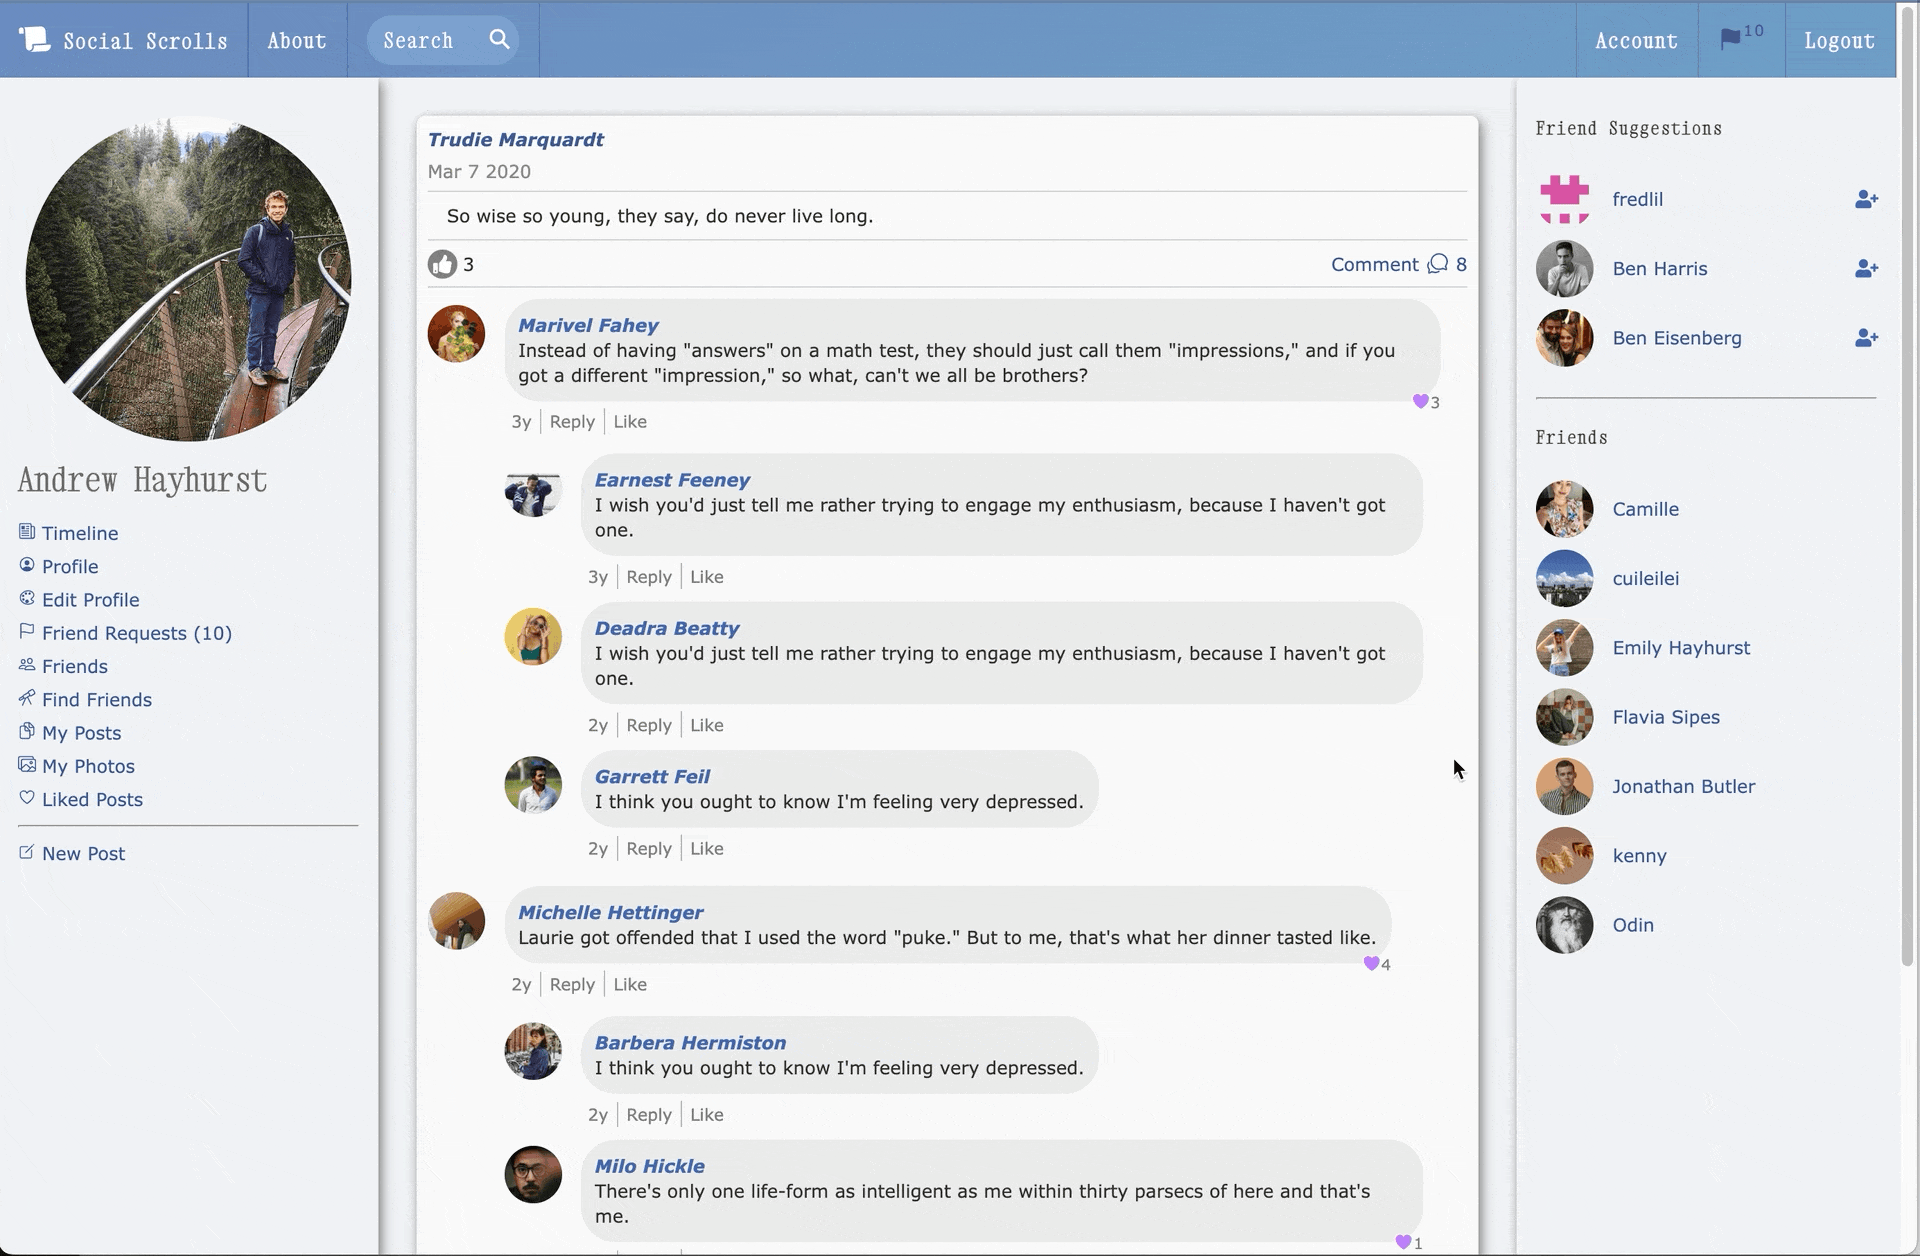 Social Scrolls
About
Search
Account
10
Logout
Andrew Hayhurst
Timeline
Profile
Edit Profile
Friend Requests (10)
Friends
Find Friends
My Posts
My Photos
Liked Posts
New Post
Trudie Marquardt
Mar 7 2020
So wise so young, they say, do never live long.
3
Comment 8
Marivel Fahey
Instead of having "answers" on a math test, they should just call them "impressions," and if you
got a different "impression," so what, can't we all be brothers?
3
3y Reply Like
Earnest Feeney
I wish you'd just tell me rather trying to engage my enthusiasm, because I haven't got
one.
3y Reply Like
Deadra Beatty
I wish you'd just tell me rather trying to engage my enthusiasm, because I haven't got
one.
2y Reply Like
Garrett Feil
I think you ought to know I'm feeling very depressed.
2y Reply Like
Michelle Hettinger
Laurie got offended that I used the word "puke." But to me, that's what her dinner tasted like.
4
2y Reply Like
Barbera Hermiston
I think you ought to know I'm feeling very depressed.
2y Reply Like
Milo Hickle
There's only one life-form as intelligent as me within thirty parsecs of here and that's
me.
1
Friend Suggestions
fredlil
Ben Harris
Ben Eisenberg
Friends
Camille
cuileilei
Emily Hayhurst
Flavia Sipes
Jonathan Butler
kenny
Odin